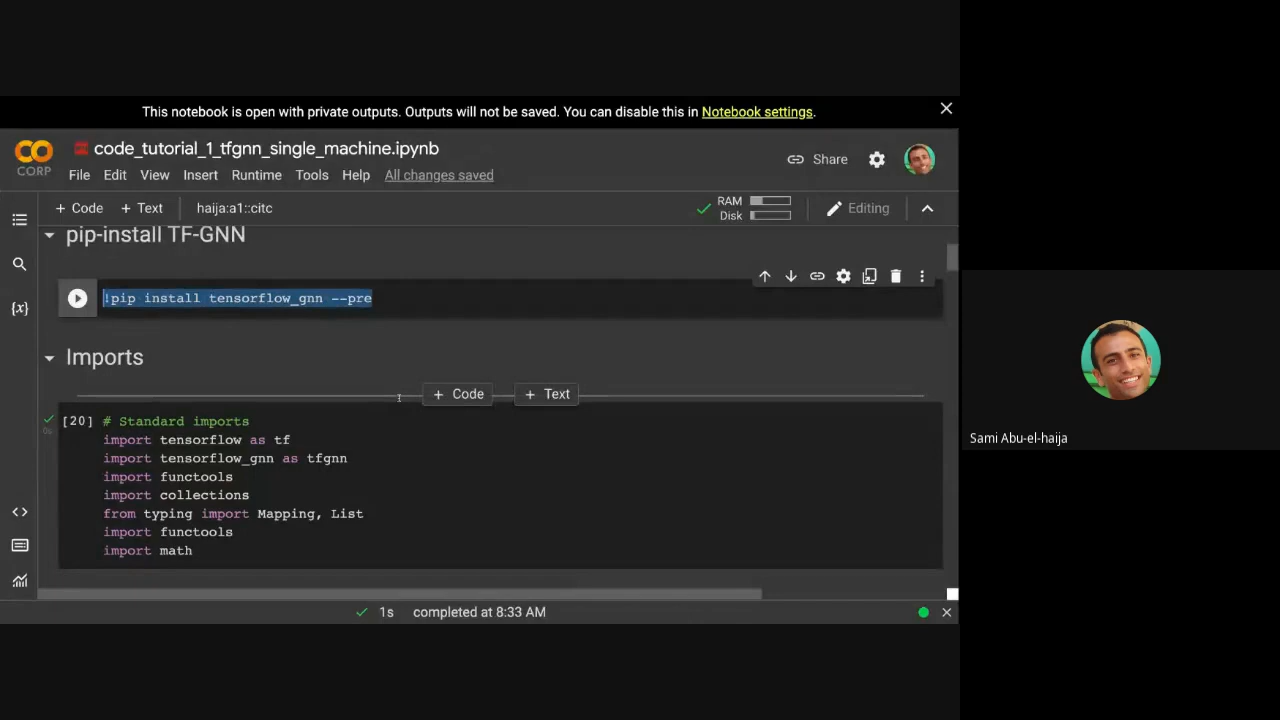 This notebook is open with private outputs. Outputs will not be saved. You can disable this in Notebook settings.
CORP
code_tutorial_1_tfgnn_single_machine.ipynb
Share
File Edit View Insert Runtime Tools Help All changes saved
+ Code + Text haija:a1::citc
RAM
Disk
Editing
pip-install TF-GNN
!pip install tensorflow_gnn --pre
Imports
+ Code + Text
[20] # Standard imports
import tensorflow as tf
import tensorflow_gnn as tfgnn
import functools
import collections
from typing import Mapping, List
import functools
import math
1s completed at 8:33 AM
Sami Abu-el-haija